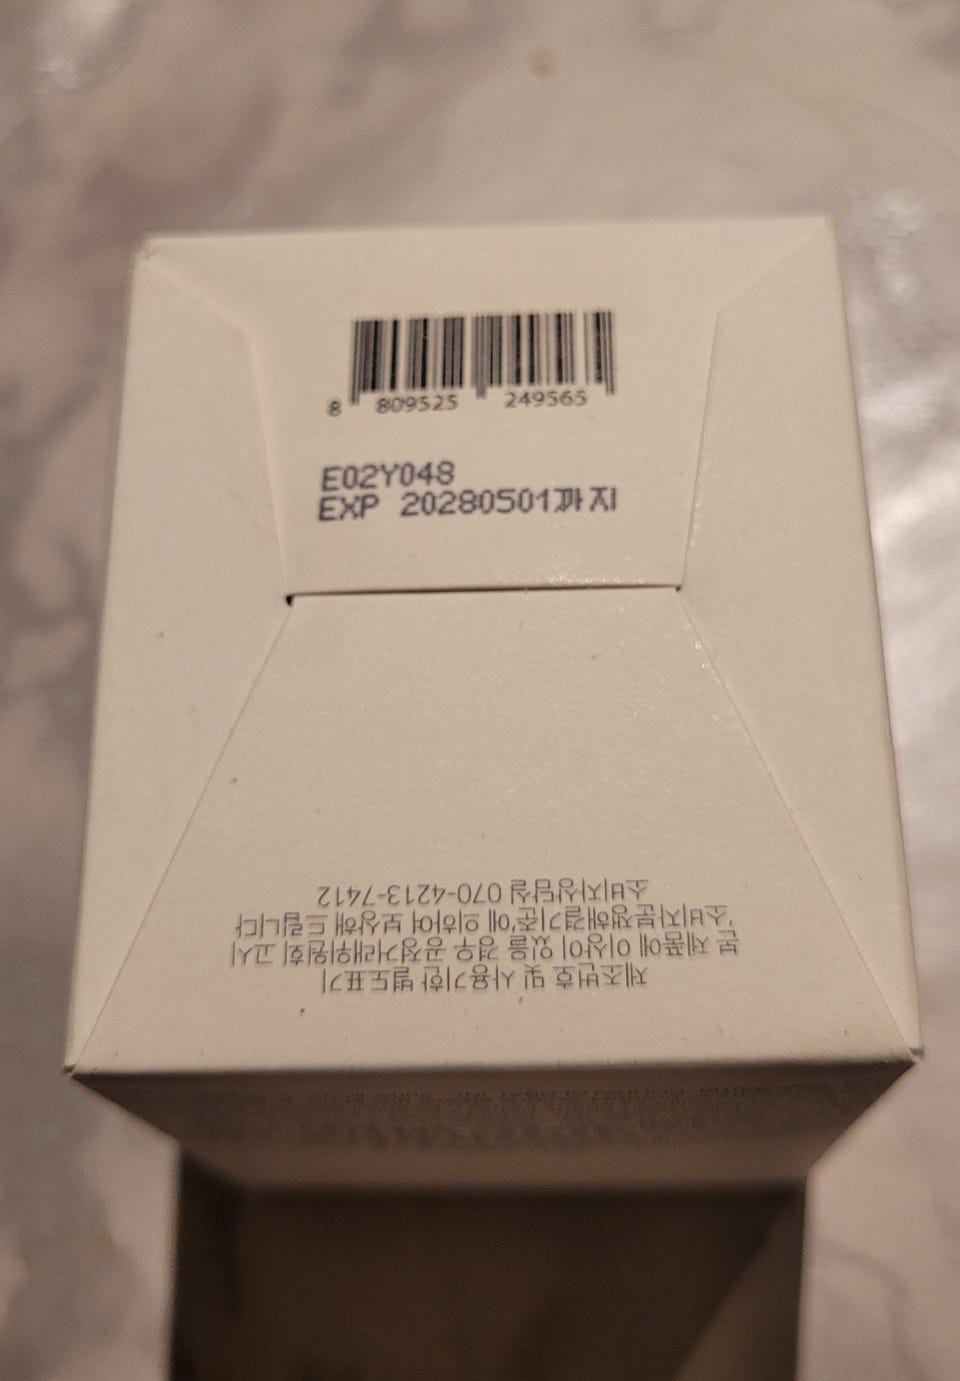 8 809525 249565
E02Y048
EXP 20280501까지
제조번호 및 사용기한 별도표기
본 제품에 이상이 있을 경우 공정거래위원회 고시
'소비자분쟁해결기준'에 의하여 보상해 드립니다
소비자상담실 070-4213-7412